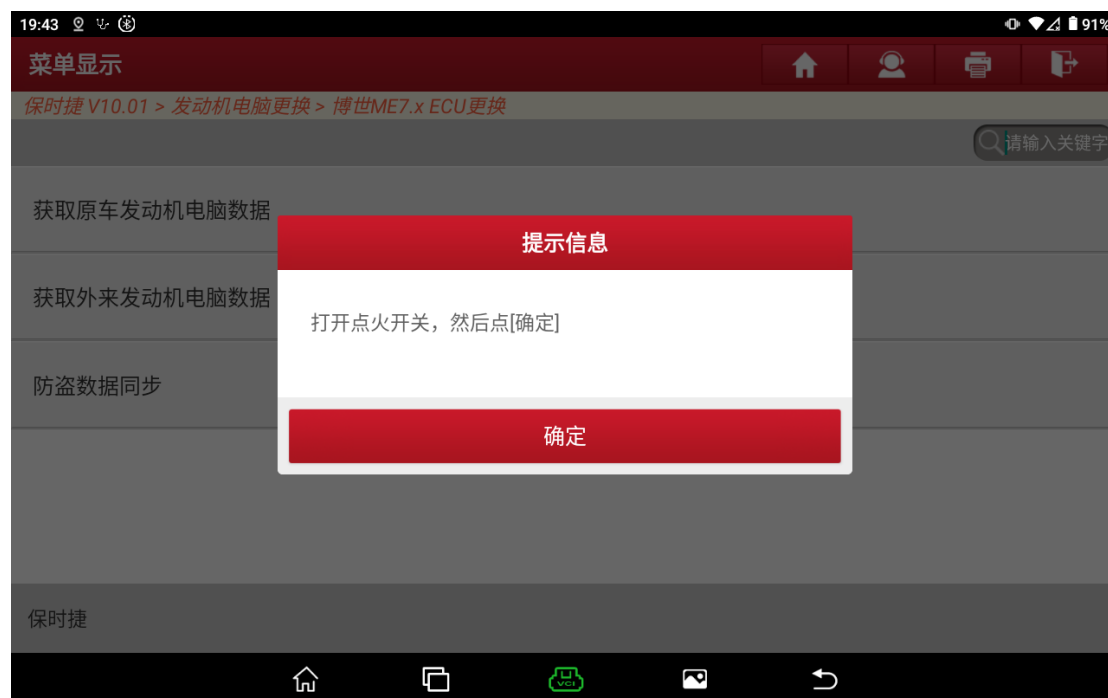 19:43
91%
菜单显示
保时捷 V10.01 > 发动机电脑更换 > 博世ME7.x ECU更换
请输入关键字
获取原车发动机电脑数据
提示信息
获取外来发动机电脑数据
打开点火开关，然后点[确定]
防盗数据同步
确定
保时捷
VCI